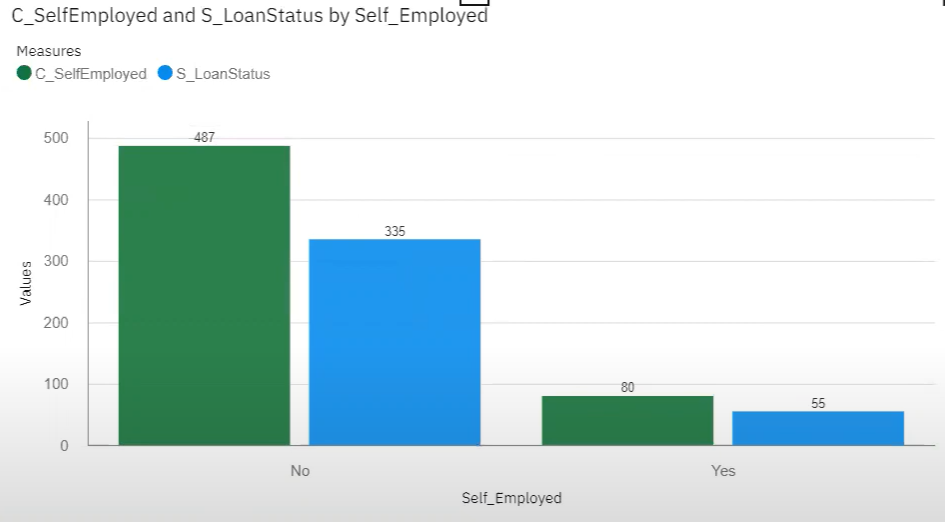 C_SelfEmployed and S_LoanStatus by Self_Employed
Measures
C_SelfEmployed S_LoanStatus
500
487
400
335
300
Values
200
100
80
55
0
No Yes
Self_Employed